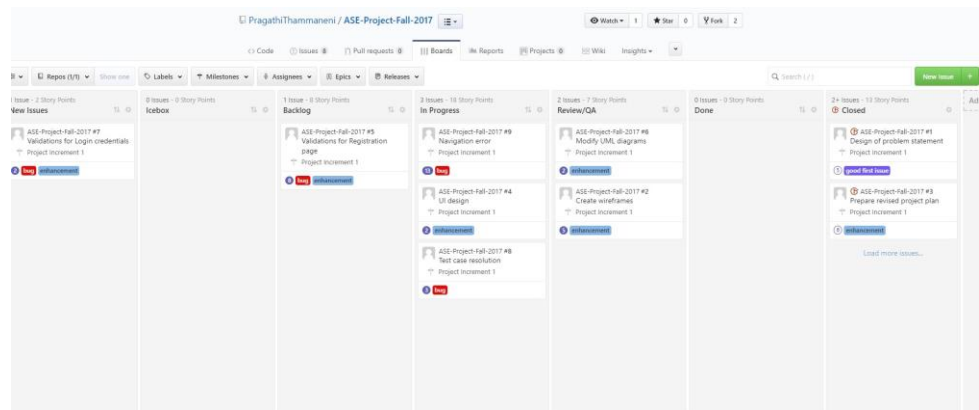 PragathiThammaneni / ASE-Project-Fall-2017
Watch 1 Star 0 Fork 2
Code Issues 8 Pull requests 0 Boards Reports Projects 0 Wiki Insights
Repos (1/1) Show one Labels Milestones Assignees Epics Releases Search ( / ) New Issue +
Issue - 2 Story Points
New Issues
ASE-Project-Fall-2017 #7
Validations for Login credentials
Project Increment 1
2 bug enhancement
0 Issues - 0 Story Points
Icebox
1 Issue - 8 Story Points
Backlog
ASE-Project-Fall-2017 #5
Validations for Registration
page
Project Increment 1
8 bug enhancement
3 Issues - 18 Story Points
In Progress
ASE-Project-Fall-2017 #9
Navigation error
Project Increment 1
13 bug
ASE-Project-Fall-2017 #4
UI design
Project Increment 1
2 enhancement
ASE-Project-Fall-2017 #8
Test case resolution
Project Increment 1
3 bug
2 Issues - 7 Story Points
Review/QA
ASE-Project-Fall-2017 #6
Modify UML diagrams
Project Increment 1
2 enhancement
ASE-Project-Fall-2017 #2
Create wireframes
Project Increment 1
5 enhancement
0 Issues - 0 Story Points
Done
2+ Issues - 13 Story Points
Closed
ASE-Project-Fall-2017 #1
Design of problem statement
Project Increment 1
good first issue
ASE-Project-Fall-2017 #3
Prepare revised project plan
Project Increment 1
enhancement
Load more issues...
Ad